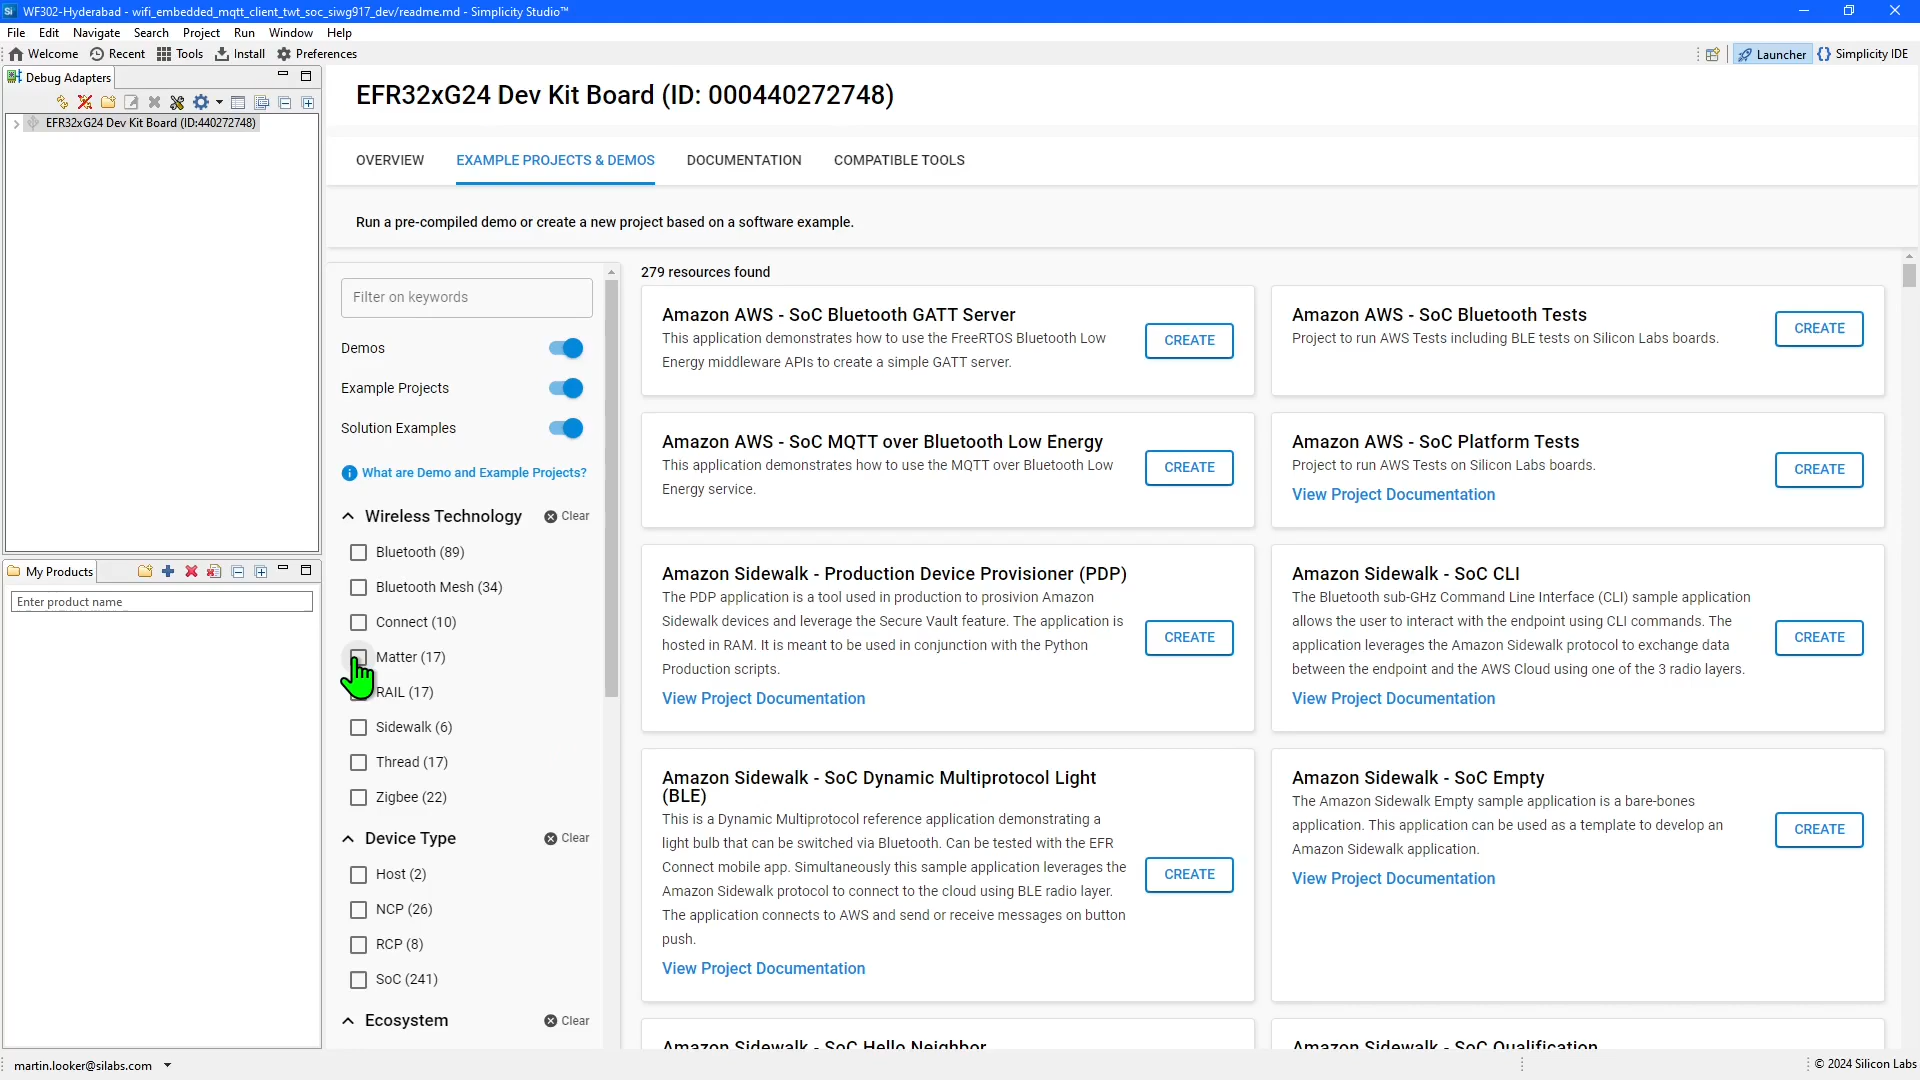 WF302-Hyderabad - wifi_embedded_mqtt_client_twt_soc_siwg917_dev/readme.md - Simplicity Studio™
File Edit Navigate Search Project Run Window Help
Welcome Recent Tools Install Preferences
Launcher Simplicity IDE
Debug Adapters
EFR32xG24 Dev Kit Board (ID:440272748)
My Products
Enter product name
EFR32xG24 Dev Kit Board (ID: 000440272748)
OVERVIEW EXAMPLE PROJECTS & DEMOS DOCUMENTATION COMPATIBLE TOOLS
Run a pre-compiled demo or create a new project based on a software example.
Filter on keywords
Demos
Example Projects
Solution Examples
What are Demo and Example Projects?
Wireless Technology Clear
Bluetooth (89)
Bluetooth Mesh (34)
Connect (10)
Matter (17)
RAIL (17)
Sidewalk (6)
Thread (17)
Zigbee (22)
Device Type Clear
Host (2)
NCP (26)
RCP (8)
SoC (241)
Ecosystem Clear
279 resources found
Amazon AWS - SoC Bluetooth GATT Server
This application demonstrates how to use the FreeRTOS Bluetooth Low
Energy middleware APIs to create a simple GATT server.
CREATE
Amazon AWS - SoC Bluetooth Tests
Project to run AWS Tests including BLE tests on Silicon Labs boards.
CREATE
Amazon AWS - SoC MQTT over Bluetooth Low Energy
This application demonstrates how to use the MQTT over Bluetooth Low
Energy service.
CREATE
Amazon AWS - SoC Platform Tests
Project to run AWS Tests on Silicon Labs boards.
View Project Documentation
CREATE
Amazon Sidewalk - Production Device Provisioner (PDP)
The PDP application is a tool used in production to prosivion Amazon
Sidewalk devices and leverage the Secure Vault feature. The application is
hosted in RAM. It is meant to be used in conjunction with the Python
Production scripts.
View Project Documentation
CREATE
Amazon Sidewalk - SoC CLI
The Bluetooth sub-GHz Command Line Interface (CLI) sample application
allows the user to interact with the endpoint using CLI commands. The
application leverages the Amazon Sidewalk protocol to exchange data
between the endpoint and the AWS Cloud using one of the 3 radio layers.
View Project Documentation
CREATE
Amazon Sidewalk - SoC Dynamic Multiprotocol Light
(BLE)
This is a Dynamic Multiprotocol reference application demonstrating a
light bulb that can be switched via Bluetooth. Can be tested with the EFR
Connect mobile app. Simultaneously this sample application leverages the
Amazon Sidewalk protocol to connect to the cloud using BLE radio layer.
The application connects to AWS and send or receive messages on button
push.
View Project Documentation
CREATE
Amazon Sidewalk - SoC Empty
The Amazon Sidewalk Empty sample application is a bare-bones
application. This application can be used as a template to develop an
Amazon Sidewalk application.
View Project Documentation
CREATE
Amazon Sidewalk - SoC Hello Neighbor
Amazon Sidewalk - SoC Qualification
martin.looker@silabs.com
© 2024 Silicon Labs